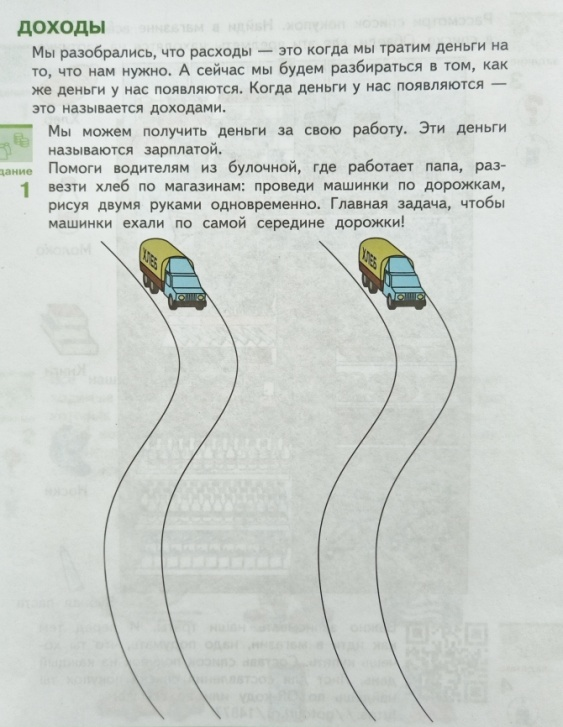 ДОХОДЫ
Мы разобрались, что расходы — это когда мы тратим деньги на
то, что нам нужно. А сейчас мы будем разбираться в том, как
же деньги у нас появляются. Когда деньги у нас появляются —
это называется доходами.
Мы можем получить деньги за свою работу. Эти деньги
называются зарплатой.
дание
1
Помоги водителям из булочной, где работает папа, раз-
везти хлеб по магазинам: проведи машинки по дорожкам,
рисуя двумя руками одновременно. Главная задача, чтобы
машинки ехали по самой середине дорожки!
ХЛЕБ
ХЛЕБ